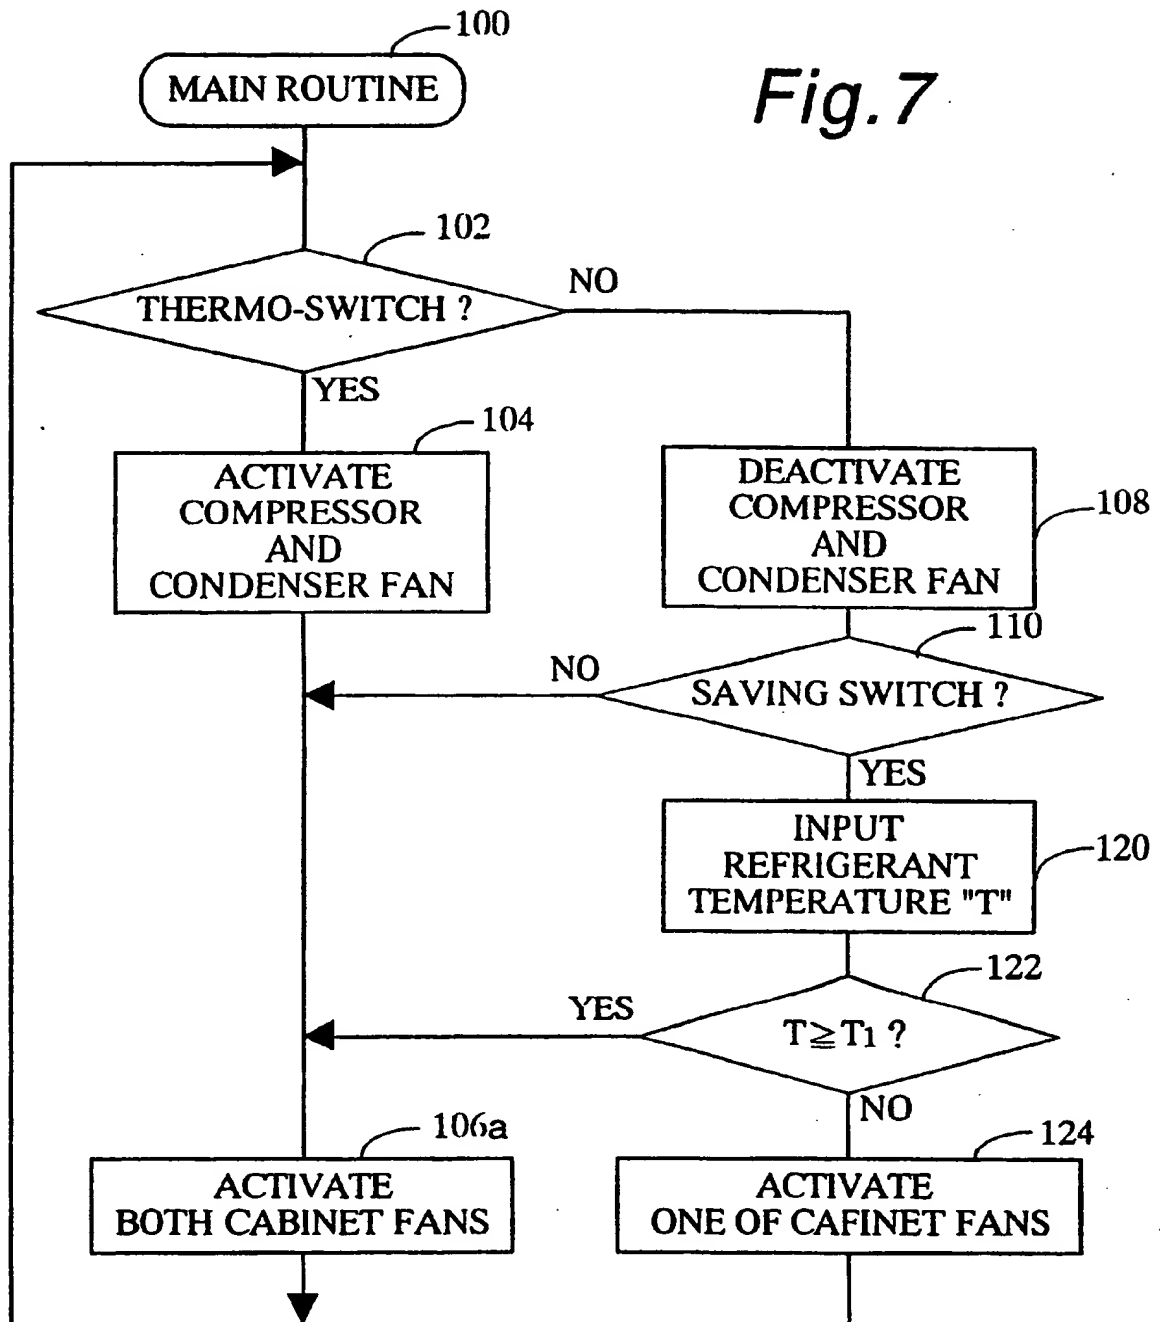 100
MAIN ROUTINE
Fig.7
102
THERMO-SWITCH ?
NO
YES
104
ACTIVATE
COMPRESSOR
AND
CONDENSER FAN
DEACTIVATE
COMPRESSOR
AND
CONDENSER FAN
108
110
NO
SAVING SWITCH ?
YES
INPUT
REFRIGERANT
TEMPERATURE "T"
120
122
YES
T≧T1 ?
NO
106a
ACTIVATE
BOTH CABINET FANS
124
ACTIVATE
ONE OF CAFINET FANS